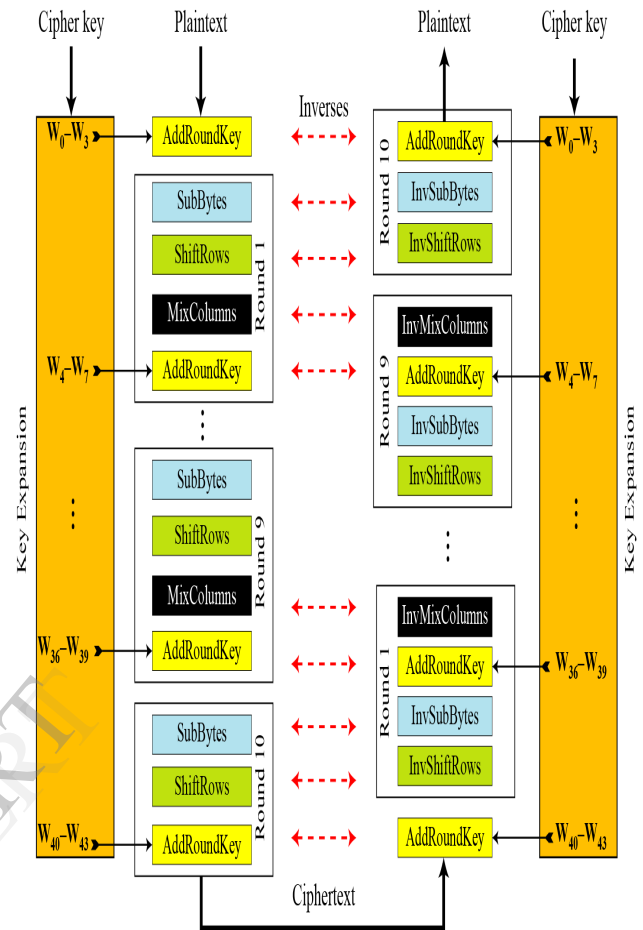 Cipher key
Plaintext
Plaintext
Cipher key
Inverses
W0–W3
AddRoundKey
SubBytes
ShiftRows
MixColumns
W4–W7
AddRoundKey
Round 1
Key Expansion
SubBytes
ShiftRows
MixColumns
W36–W39
AddRoundKey
Round 9
SubBytes
ShiftRows
W40–W43
AddRoundKey
Round 10
Ciphertext
AddRoundKey
W0–W3
InvSubBytes
InvShiftRows
Round 10
InvMixColumns
AddRoundKey
W4–W7
InvSubBytes
InvShiftRows
Round 9
Key Expansion
InvMixColumns
AddRoundKey
W36–W39
InvSubBytes
InvShiftRows
Round 1
AddRoundKey
W40–W43